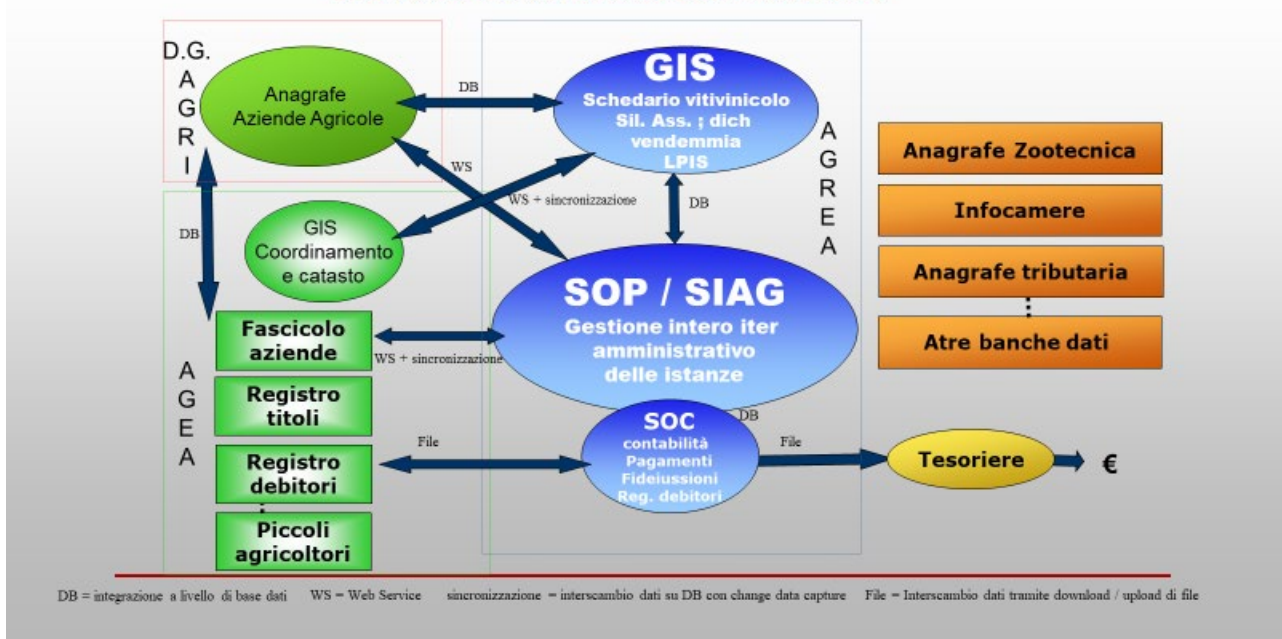 D.G.
A
G
R
I
Anagrafe
Aziende Agricole
DB
GIS
Schedario vitivinicolo
Sil. Ass. ; dich
vendemmia
LPIS
A
G
R
E
A
WS
WS + sincronizzazione
DB
DB
GIS
Coordinamento
e catasto
SOP / SIAG
Gestione intero iter
amministrativo
delle istanze
Anagrafe Zootecnica
Infocamere
Anagrafe tributaria
Atre banche dati
A
G
E
A
Fascicolo
aziende
WS + sincronizzazione
Registro
titoli
Registro
debitori
Piccoli
agricoltori
File
SOC
contabilità
Pagamenti
Fideiussioni
Reg. debitori
DB
File
Tesoriere
€
DB = integrazione a livello di base dati WS = Web Service sincronizzazione = interscambio dati su DB con change data capture File = Interscambio dati tramite download / upload di file